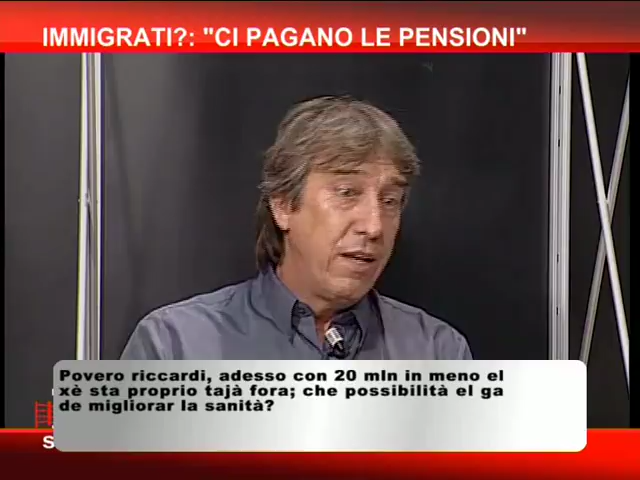 IMMIGRATI?: "CI PAGANO LE PENSIONI"
Povero riccardi, adesso con 20 mln in meno el
xè sta proprio tajà fora; che possibilità el ga
de migliorar la sanità?
S